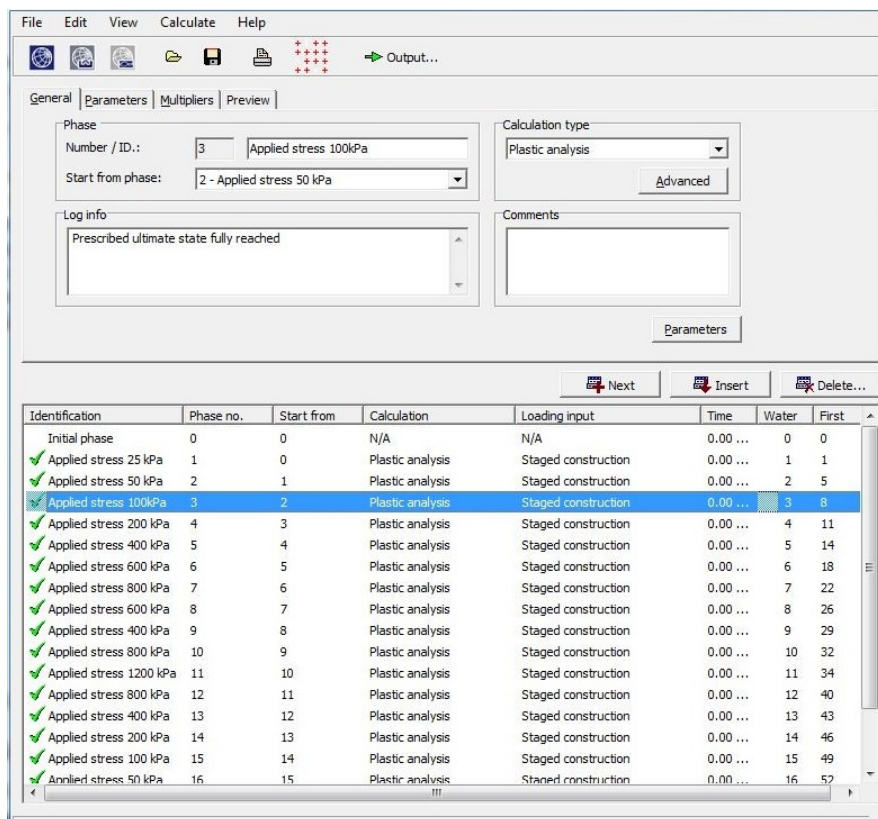 File Edit View Calculate Help
Output...
General Parameters Multipliers Preview
Phase
Number / ID.: 3 Applied stress 100kPa
Start from phase: 2 - Applied stress 50 kPa
Calculation type
Plastic analysis
Advanced
Log info
Prescribed ultimate state fully reached
Comments
Parameters
Next Insert Delete...
Identification Phase no. Start from Calculation Loading input Time Water First
Initial phase 0 0 N/A N/A 0.00 ... 0 0
Applied stress 25 kPa 1 0 Plastic analysis Staged construction 0.00 ... 1 1
Applied stress 50 kPa 2 1 Plastic analysis Staged construction 0.00 ... 2 5
Applied stress 100kPa 3 2 Plastic analysis Staged construction 0.00 ... 3 8
Applied stress 200 kPa 4 3 Plastic analysis Staged construction 0.00 ... 4 11
Applied stress 400 kPa 5 4 Plastic analysis Staged construction 0.00 ... 5 14
Applied stress 600 kPa 6 5 Plastic analysis Staged construction 0.00 ... 6 18
Applied stress 800 kPa 7 6 Plastic analysis Staged construction 0.00 ... 7 22
Applied stress 600 kPa 8 7 Plastic analysis Staged construction 0.00 ... 8 26
Applied stress 400 kPa 9 8 Plastic analysis Staged construction 0.00 ... 9 29
Applied stress 800 kPa 10 9 Plastic analysis Staged construction 0.00 ... 10 32
Applied stress 1200 kPa 11 10 Plastic analysis Staged construction 0.00 ... 11 34
Applied stress 800 kPa 12 11 Plastic analysis Staged construction 0.00 ... 12 40
Applied stress 400 kPa 13 12 Plastic analysis Staged construction 0.00 ... 13 43
Applied stress 200 kPa 14 13 Plastic analysis Staged construction 0.00 ... 14 46
Applied stress 100 kPa 15 14 Plastic analysis Staged construction 0.00 ... 15 49
Applied stress 50 kPa 16 15 Plastic analysis Staged construction 0.00 ... 16 52